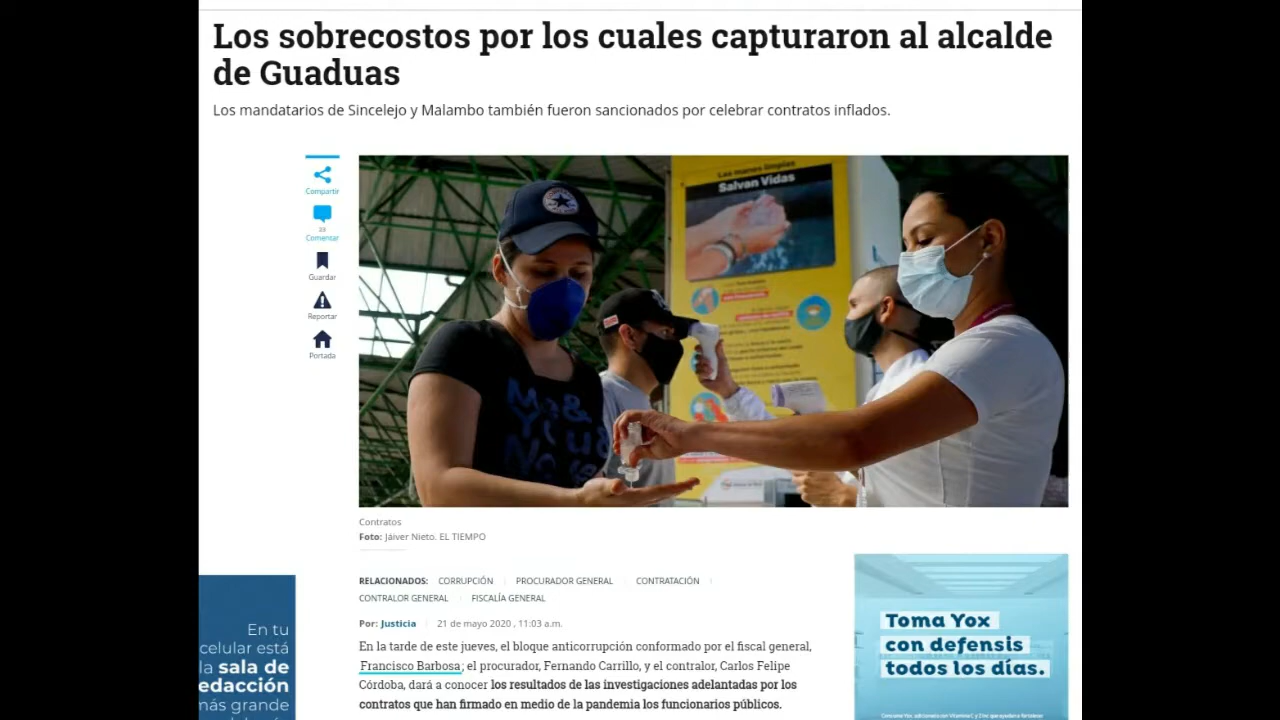 Los sobrecostos por los cuales capturaron al alcalde
de Guaduas
Los mandatarios de Sincelejo y Malambo también fueron sancionados por celebrar contratos inflados.
Compartir
Comentar
Guardar
Reportar
Portada
Las manos limpias
Salvan Vidas
Contratos
Foto: Jáiver Nieto. EL TIEMPO
RELACIONADOS: CORRUPCIÓN PROCURADOR GENERAL CONTRATACIÓN
CONTRALOR GENERAL FISCALÍA GENERAL
Por: Justicia 21 de mayo 2020 , 11:03 a.m.
En la tarde de este jueves, el bloque anticorrupción conformado por el fiscal general,
Francisco Barbosa; el procurador, Fernando Carrillo, y el contralor, Carlos Felipe
Córdoba, dará a conocer los resultados de las investigaciones adelantadas por los
contratos que han firmado en medio de la pandemia los funcionarios públicos.
En tu
celular está
la sala de
edacción
más grande
Toma Yox
con defensis
todos los días.